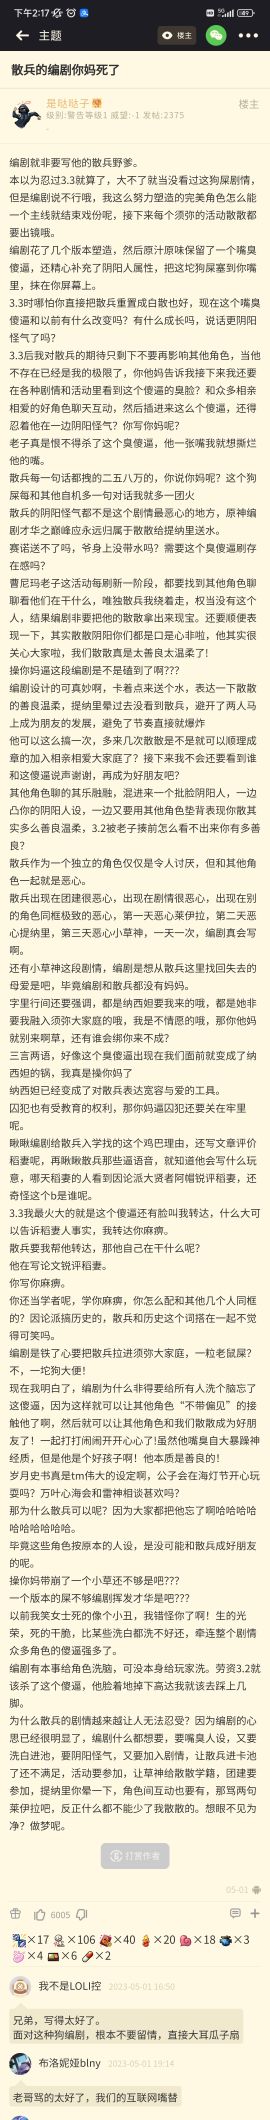 下午2:17
主题
楼主
散兵的编剧你妈死了
是哒哒子
楼主
级别:警告等级1 威望:-1 发帖:2375
编剧就非要写他的散兵野爹。
本以为忍过3.3就算了，大不了就当没看过这狗屎剧情，
但是编剧说不行哦，我这么努力塑造的完美角色怎么能
一个主线就结束戏份呢，接下来每个须弥的活动散散都
要出镜哦。
编剧花了几个版本塑造，然后原汁原味保留了一个嘴臭
傻逼，还精心补充了阴阳人属性，把这坨狗屎塞到你嘴
里，抹在你屏幕上。
3.3时哪怕你直接把散兵重置成白散也好，现在这个嘴臭
傻逼和以前有什么改变吗？有什么成长吗，说话更阴阳
怪气了吗？
3.3后我对散兵的期待只剩下不要再影响其他角色，当他
不存在已经是我的极限了，你他妈告诉我接下来我还要
在各种剧情和活动里看到这个傻逼的臭脸？和众多相亲
相爱的好角色聊天互动，然后插进来这么个傻逼，还得
忍着他在一边阴阳怪气？你写你妈呢？
老子真是恨不得杀了这个臭傻逼，他一张嘴我就想撕烂
他的嘴。
散兵每一句话都拽的二五八万的，你说你妈呢？这个狗
屎每和其他自机多一句对话我就多一团火
散兵的阴阳怪气都不是这个剧情最恶心的地方，原神编
剧才华之巅峰应永远归属于散散给提纳里送水。
赛诺送不了吗，爷身上没带水吗？需要这个臭傻逼刷存
在感吗？
曹尼玛老子这活动每刷新一阶段，都要找到其他角色聊
聊看他们在干什么，唯独散兵我绕着走，权当没有这个
人，结果编剧非要把他的散散拿出来现宝。还要顺便表
现一下，其实散散阴阳你们都是口是心非啦，他其实很
关心大家啦，我们散散真是太善良太温柔了!
操你妈逼这段编剧是不是磕到了啊???
编剧设计的可真妙啊，卡着点来送个水，表达一下散散
的善良温柔，提纳里晕过去没看到散兵，避开了两人马
上成为朋友的发展，避免了节奏直接就爆炸
他可以这么搞一次，多来几次散散是不是就可以顺理成
章的加入相亲相爱大家庭了？接下来我不会还要看到谁
和这傻逼说声谢谢，再成为好朋友吧？
其他角色聊的其乐融融，混进来一个批脸阴阳人，一边
凸你的阴阳人设，一边又要用其他角色垫背表现你散其
实多么善良温柔，3.2被老子揍前怎么看不出来你有多善
良？
散兵作为一个独立的角色仅仅是令人讨厌，但和其他角
色一起就是恶心。
散兵出现在团建很恶心，出现在剧情很恶心，出现在别
的角色同框极致的恶心，第一天恶心莱伊拉，第二天恶
心提纳里，第三天恶心小草神，一天一次，编剧真会写
啊。
还有小草神这段剧情，编剧是想从散兵这里找回失去的
母爱是吧，毕竟编剧和散兵都没有妈妈。
字里行间还要强调，都是纳西妲要我来的哦，都是她非
要我融入须弥大家庭的哦，我是不情愿的哦，那你他妈
就别来啊草，还有谁会绑你来不成？
三言两语，好像这个臭傻逼出现在我们面前就变成了纳
西妲的锅，我真是操你妈了
纳西妲已经变成了对散兵表达宽容与爱的工具。
囚犯也有受教育的权利，那你妈逼囚犯还要关在牢里
呢。
瞅瞅编剧给散兵入学找的这个鸡巴理由，还写文章评价
稻妻呢，再瞅瞅散兵那些逼语音，就知道他会写什么玩
意，哪天稻妻的人看到因论派大贤者阿帽锐评稻妻，还
奇怪这个b是谁呢。
3.3我最火大的就是这个傻逼还有脸叫我转达，什么大可
以告诉稻妻人事实，我转达你麻痹。
散兵要我帮他转达，那他自己在干什么呢？
他在写论文锐评稻妻。
你写你麻痹。
你还当学者呢，学你麻痹，你怎么配和其他几个人同框
的？因论派搞历史的，散兵和历史这个词搭在一起不觉
得可笑吗。
编剧是铁了心要把散兵拉进须弥大家庭，一粒老鼠屎？
不，一坨狗大便！
现在我明白了，编剧为什么非得要给所有人洗个脑忘了
这傻逼，因为这样就可以让其他角色“不带偏见”的接
触他了啊，然后就可以让其他角色和我们散散成为好朋
友了！一起打打闹闹开开心心了!虽然他嘴臭自大暴躁神
经质，但是他是个好孩子啊！他本质是善良的！
岁月史书真是tm伟大的设定啊，公子会在海灯节开心玩
耍吗？万叶心海会和雷神相谈甚欢吗？
那为什么散兵可以呢？因为大家都把他忘了啊哈哈哈哈
哈哈哈哈哈哈。
毕竟这些角色按原本的人设，是没可能和散兵成好朋友
的呢。
操你妈带崩了一个小草还不够是吧???
一个版本的屎不够编剧挥发才华是吧???
以前我笑女士死的像个小丑，我错怪你了啊！生的光
荣，死的干脆，比某些洗白都洗不好还，牵连整个剧情
众多角色的傻逼强多了。
编剧有本事给角色洗脑，可没本身给玩家洗。劳资3.2就
该杀了这个傻逼，他脸着地掉下高达我就该去踩上几
脚。
为什么散兵的剧情越来越让人无法忍受？因为编剧的心
思已经很明显了，编剧什么都想要，要嘴臭人设，又要
洗白进池，要阴阳怪气，又要加入剧情，让散兵进卡池
了还不满足，活动要参加，让草神给散散学籍，团建要
参加，提纳里你晕一下，角色间互动也要有，那骂两句
莱伊拉吧，反正什么都不能少了我散散的。想眼不见为
净？做梦呢。
打赏作者
05-01
6005
×17 ×106 ×40 ×20 ×18 ×3
×4 ×6 ×2
我不是LOLI控 2023-05-01 16:50
兄弟，写得太好了。
面对这种狗编剧，根本不要留情，直接大耳瓜子扇
布洛妮娅blny 2023-05-01 19:14
老哥骂的太好了，我们的互联网嘴替